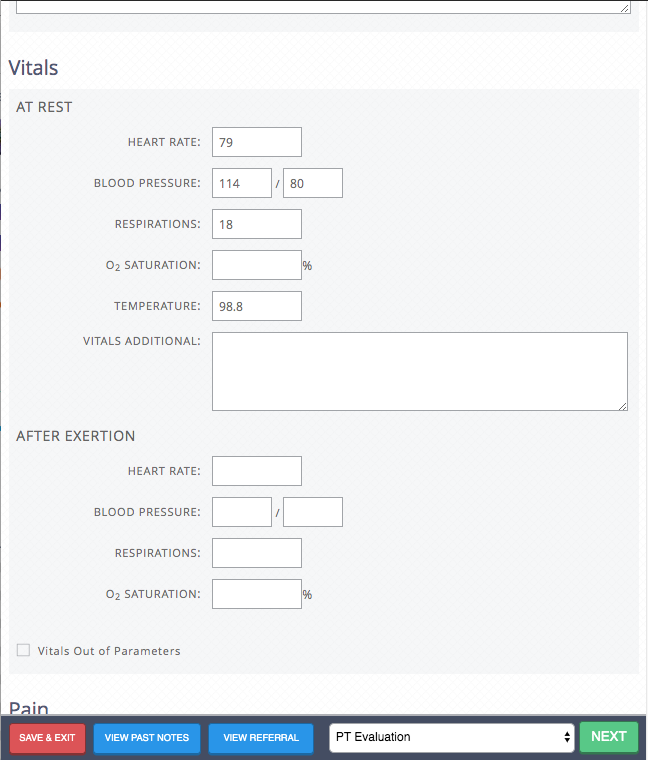 Vitals
AT REST
HEART RATE: 79
BLOOD PRESSURE: 114 / 80
RESPIRATIONS: 18
O2 SATURATION: %
TEMPERATURE: 98.8
VITALS ADDITIONAL:
AFTER EXERTION
HEART RATE:
BLOOD PRESSURE: /
RESPIRATIONS:
O2 SATURATION: %
Vitals Out of Parameters
Pain
SAVE & EXIT VIEW PAST NOTES VIEW REFERRAL PT Evaluation NEXT